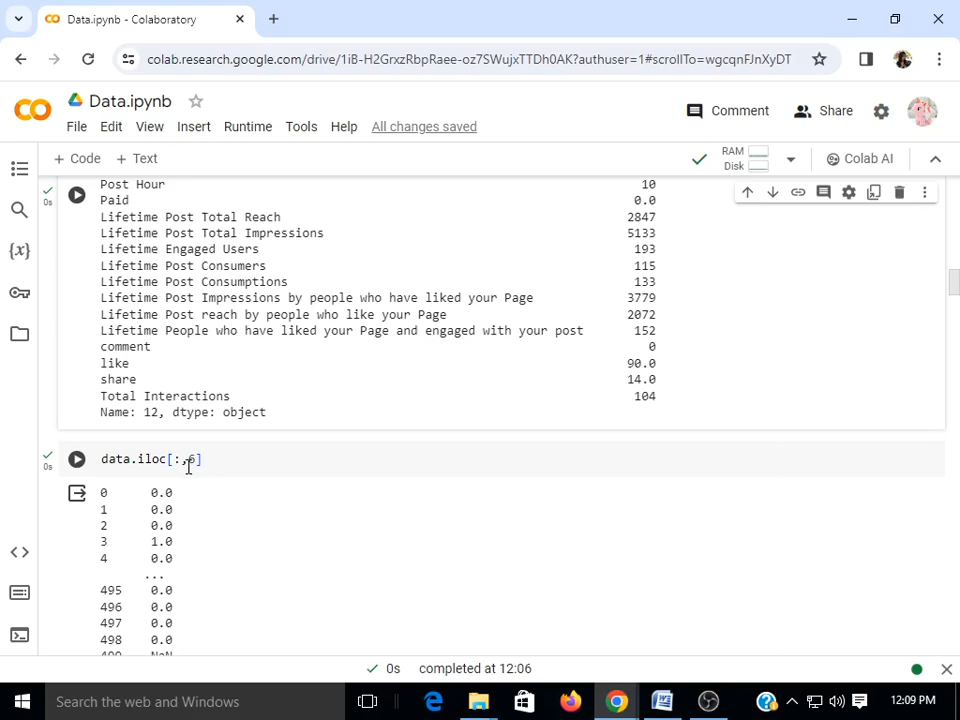 Data.ipynb - Colaboratory
colab.research.google.com/drive/1iB-H2GrxzRbpRaee-oz7SWujxTTDh0AK?authuser=1#scrollTo=wgcqnFJnXyDT
Data.ipynb
Comment
Share
File Edit View Insert Runtime Tools Help All changes saved
+ Code + Text
RAM
Disk
Colab AI
0s
Post Hour 10
Paid 0.0
Lifetime Post Total Reach 2847
Lifetime Post Total Impressions 5133
Lifetime Engaged Users 193
Lifetime Post Consumers 115
Lifetime Post Consumptions 133
Lifetime Post Impressions by people who have liked your Page 3779
Lifetime Post reach by people who like your Page 2072
Lifetime People who have liked your Page and engaged with your post 152
comment 0
like 90.0
share 14.0
Total Interactions 104
Name: 12, dtype: object
0s
data.iloc[:,6]
0 0.0
1 0.0
2 0.0
3 1.0
4 0.0
...
495 0.0
496 0.0
497 0.0
498 0.0
499 NaN
0s completed at 12:06
Search the web and Windows
12:09 PM